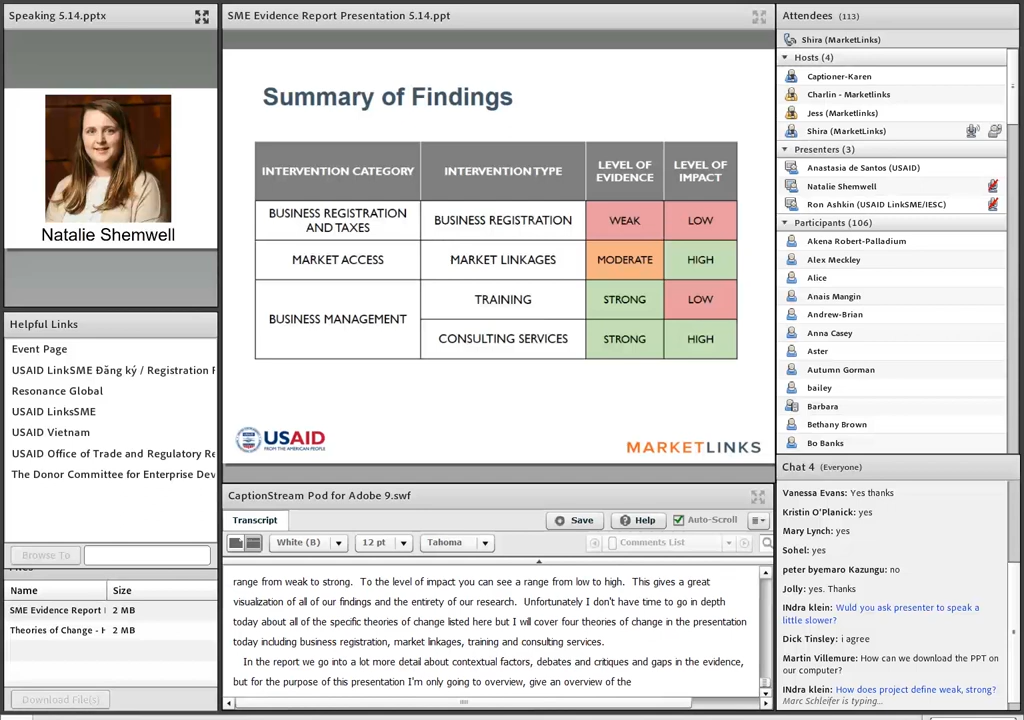 Speaking 5.14.pptx
Natalie Shemwell
Helpful Links
Event Page
USAID LinkSME Đăng ký / Registration F
Resonance Global
USAID LinksSME
USAID Vietnam
USAID Office of Trade and Regulatory Re
The Donor Committee for Enterprise Dev
Browse To
Name Size
SME Evidence Report 2 MB
Theories of Change - H 2 MB
Download File(s)
SME Evidence Report Presentation 5.14.ppt
Summary of Findings
INTERVENTION CATEGORY INTERVENTION TYPE LEVEL OF EVIDENCE LEVEL OF IMPACT
BUSINESS REGISTRATION AND TAXES BUSINESS REGISTRATION WEAK LOW
MARKET ACCESS MARKET LINKAGES MODERATE HIGH
BUSINESS MANAGEMENT TRAINING STRONG LOW
CONSULTING SERVICES STRONG HIGH
USAID
FROM THE AMERICAN PEOPLE
MARKETLINKS
CaptionStream Pod for Adobe 9.swf
Transcript Save Help Auto-Scroll
White (B) 12 pt Tahoma Comments List
range from weak to strong. To the level of impact you can see a range from low to high. This gives a great
visualization of all of our findings and the entirety of our research. Unfortunately I don't have time to go in depth
today about all of the specific theories of change listed here but I will cover four theories of change in the presentation
today including business registration, market linkages, training and consulting services.
In the report we go into a lot more detail about contextual factors, debates and critiques and gaps in the evidence,
but for the purpose of this presentation I'm only going to overview, give an overview of the
Attendees (113)
Shira (MarketLinks)
Hosts (4)
Captioner-Karen
Charlin - Marketlinks
Jess (Marketlinks)
Shira (MarketLinks)
Presenters (3)
Anastasia de Santos (USAID)
Natalie Shemwell
Ron Ashkin (USAID LinkSME/IESC)
Participants (106)
Akena Robert-Palladium
Alex Meckley
Alice
Anais Mangin
Andrew-Brian
Anna Casey
Aster
Autumn Gorman
bailey
Barbara
Bethany Brown
Bo Banks
Chat 4 (Everyone)
Vanessa Evans: Yes thanks
Kristin O'Planick: yes
Mary Lynch: yes
Sohel: yes
peter byemaro Kazungu: no
Jolly: yes. Thanks
INdra klein: Wuld you ask presenter to speak a
little slower?
Dick Tinsley: i agree
Martin Villemure: How can we download the PPT on
our computer?
INdra klein: How does project define weak, strong?
Marc Schleifer is typing...